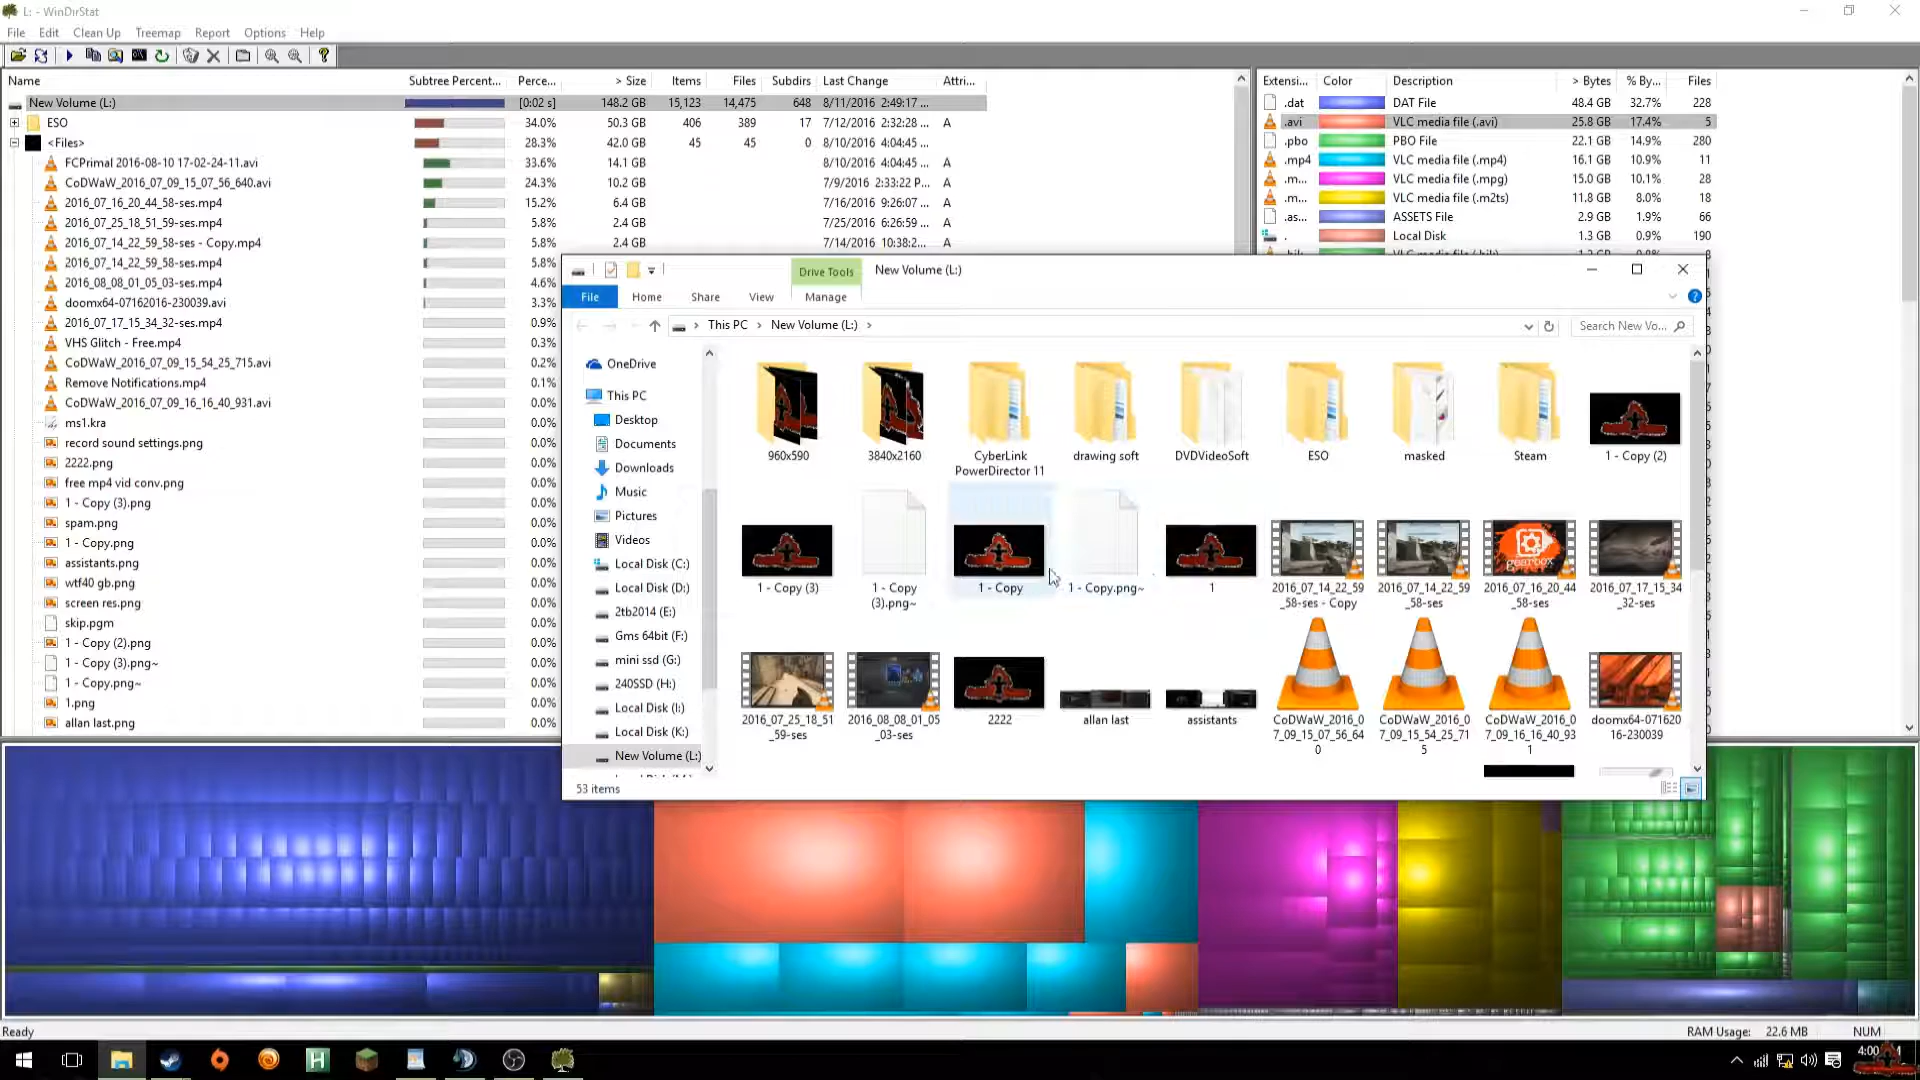 L: - WinDirStat
File Edit Clean Up Treemap Report Options Help
Name Subtree Percent... Perce... > Size Items Files Subdirs Last Change Attri...
New Volume (L:) [0:02 s] 148.2 GB 15,123 14,475 648 8/11/2016 2:49:17 ...
ESO 34.0% 50.3 GB 406 389 17 7/12/2016 2:32:28 ... A
<Files> 28.3% 42.0 GB 45 45 0 8/10/2016 4:04:45 ...
FCPrimal 2016-08-10 17-02-24-11.avi 33.6% 14.1 GB 8/10/2016 4:04:45 ... A
CoDWaW_2016_07_09_15_07_56_640.avi 24.3% 10.2 GB 7/9/2016 2:33:22 P... A
2016_07_16_20_44_58-ses.mp4 15.2% 6.4 GB 7/16/2016 9:26:07 ... A
2016_07_25_18_51_59-ses.mp4 5.8% 2.4 GB 7/25/2016 6:26:59 ... A
2016_07_14_22_59_58-ses - Copy.mp4 5.8% 2.4 GB 7/14/2016 10:38:2... A
2016_07_14_22_59_58-ses.mp4 5.8%
2016_08_08_01_05_03-ses.mp4 4.6%
doomx64-07162016-230039.avi 3.3%
2016_07_17_15_34_32-ses.mp4 0.9%
VHS Glitch - Free.mp4 0.3%
CoDWaW_2016_07_09_15_54_25_715.avi 0.2%
Remove Notifications.mp4 0.1%
CoDWaW_2016_07_09_16_16_40_931.avi 0.0%
ms1.kra 0.0%
record sound settings.png 0.0%
2222.png 0.0%
free mp4 vid conv.png 0.0%
1 - Copy (3).png 0.0%
spam.png 0.0%
1 - Copy.png 0.0%
assistants.png 0.0%
wtf40 gb.png 0.0%
screen res.png 0.0%
skip.pgm 0.0%
1 - Copy (2).png 0.0%
1 - Copy (3).png~ 0.0%
1 - Copy.png~ 0.0%
1.png 0.0%
allan last.png 0.0%
Extensi... Color Description > Bytes % By... Files
.dat DAT File 48.4 GB 32.7% 228
.avi VLC media file (.avi) 25.8 GB 17.4% 5
.pbo PBO File 22.1 GB 14.9% 280
.mp4 VLC media file (.mp4) 16.1 GB 10.9% 11
.m... VLC media file (.mpg) 15.0 GB 10.1% 28
.m... VLC media file (.m2ts) 11.8 GB 8.0% 18
.as... ASSETS File 2.9 GB 1.9% 66
. Local Disk 1.3 GB 0.9% 190
Drive Tools New Volume (L:)
File Home Share View Manage
This PC New Volume (L:) Search New Vo...
OneDrive
This PC
Desktop
Documents
Downloads
Music
Pictures
Videos
Local Disk (C:)
Local Disk (D:)
2tb2014 (E:)
Gms 64bit (F:)
mini ssd (G:)
240SSD (H:)
Local Disk (I:)
Local Disk (K:)
New Volume (L:)
960x590 3840x2160 CyberLink PowerDirector 11 drawing soft DVDVideoSoft ESO masked Steam 1 - Copy (2)
1 - Copy (3) 1 - Copy (3).png~ 1 - Copy 1 - Copy.png~ 1 2016_07_14_22_59_58-ses - Copy 2016_07_14_22_59_58-ses 2016_07_16_20_44_58-ses 2016_07_17_15_34_32-ses
gearbox
2016_07_25_18_51_59-ses 2016_08_08_01_05_03-ses 2222 allan last assistants CoDWaW_2016_07_09_15_07_56_640 CoDWaW_2016_07_09_15_54_25_715 CoDWaW_2016_07_09_16_16_40_931 doomx64-07162016-230039
53 items
Ready RAM Usage: 22.6 MB NUM
4:00